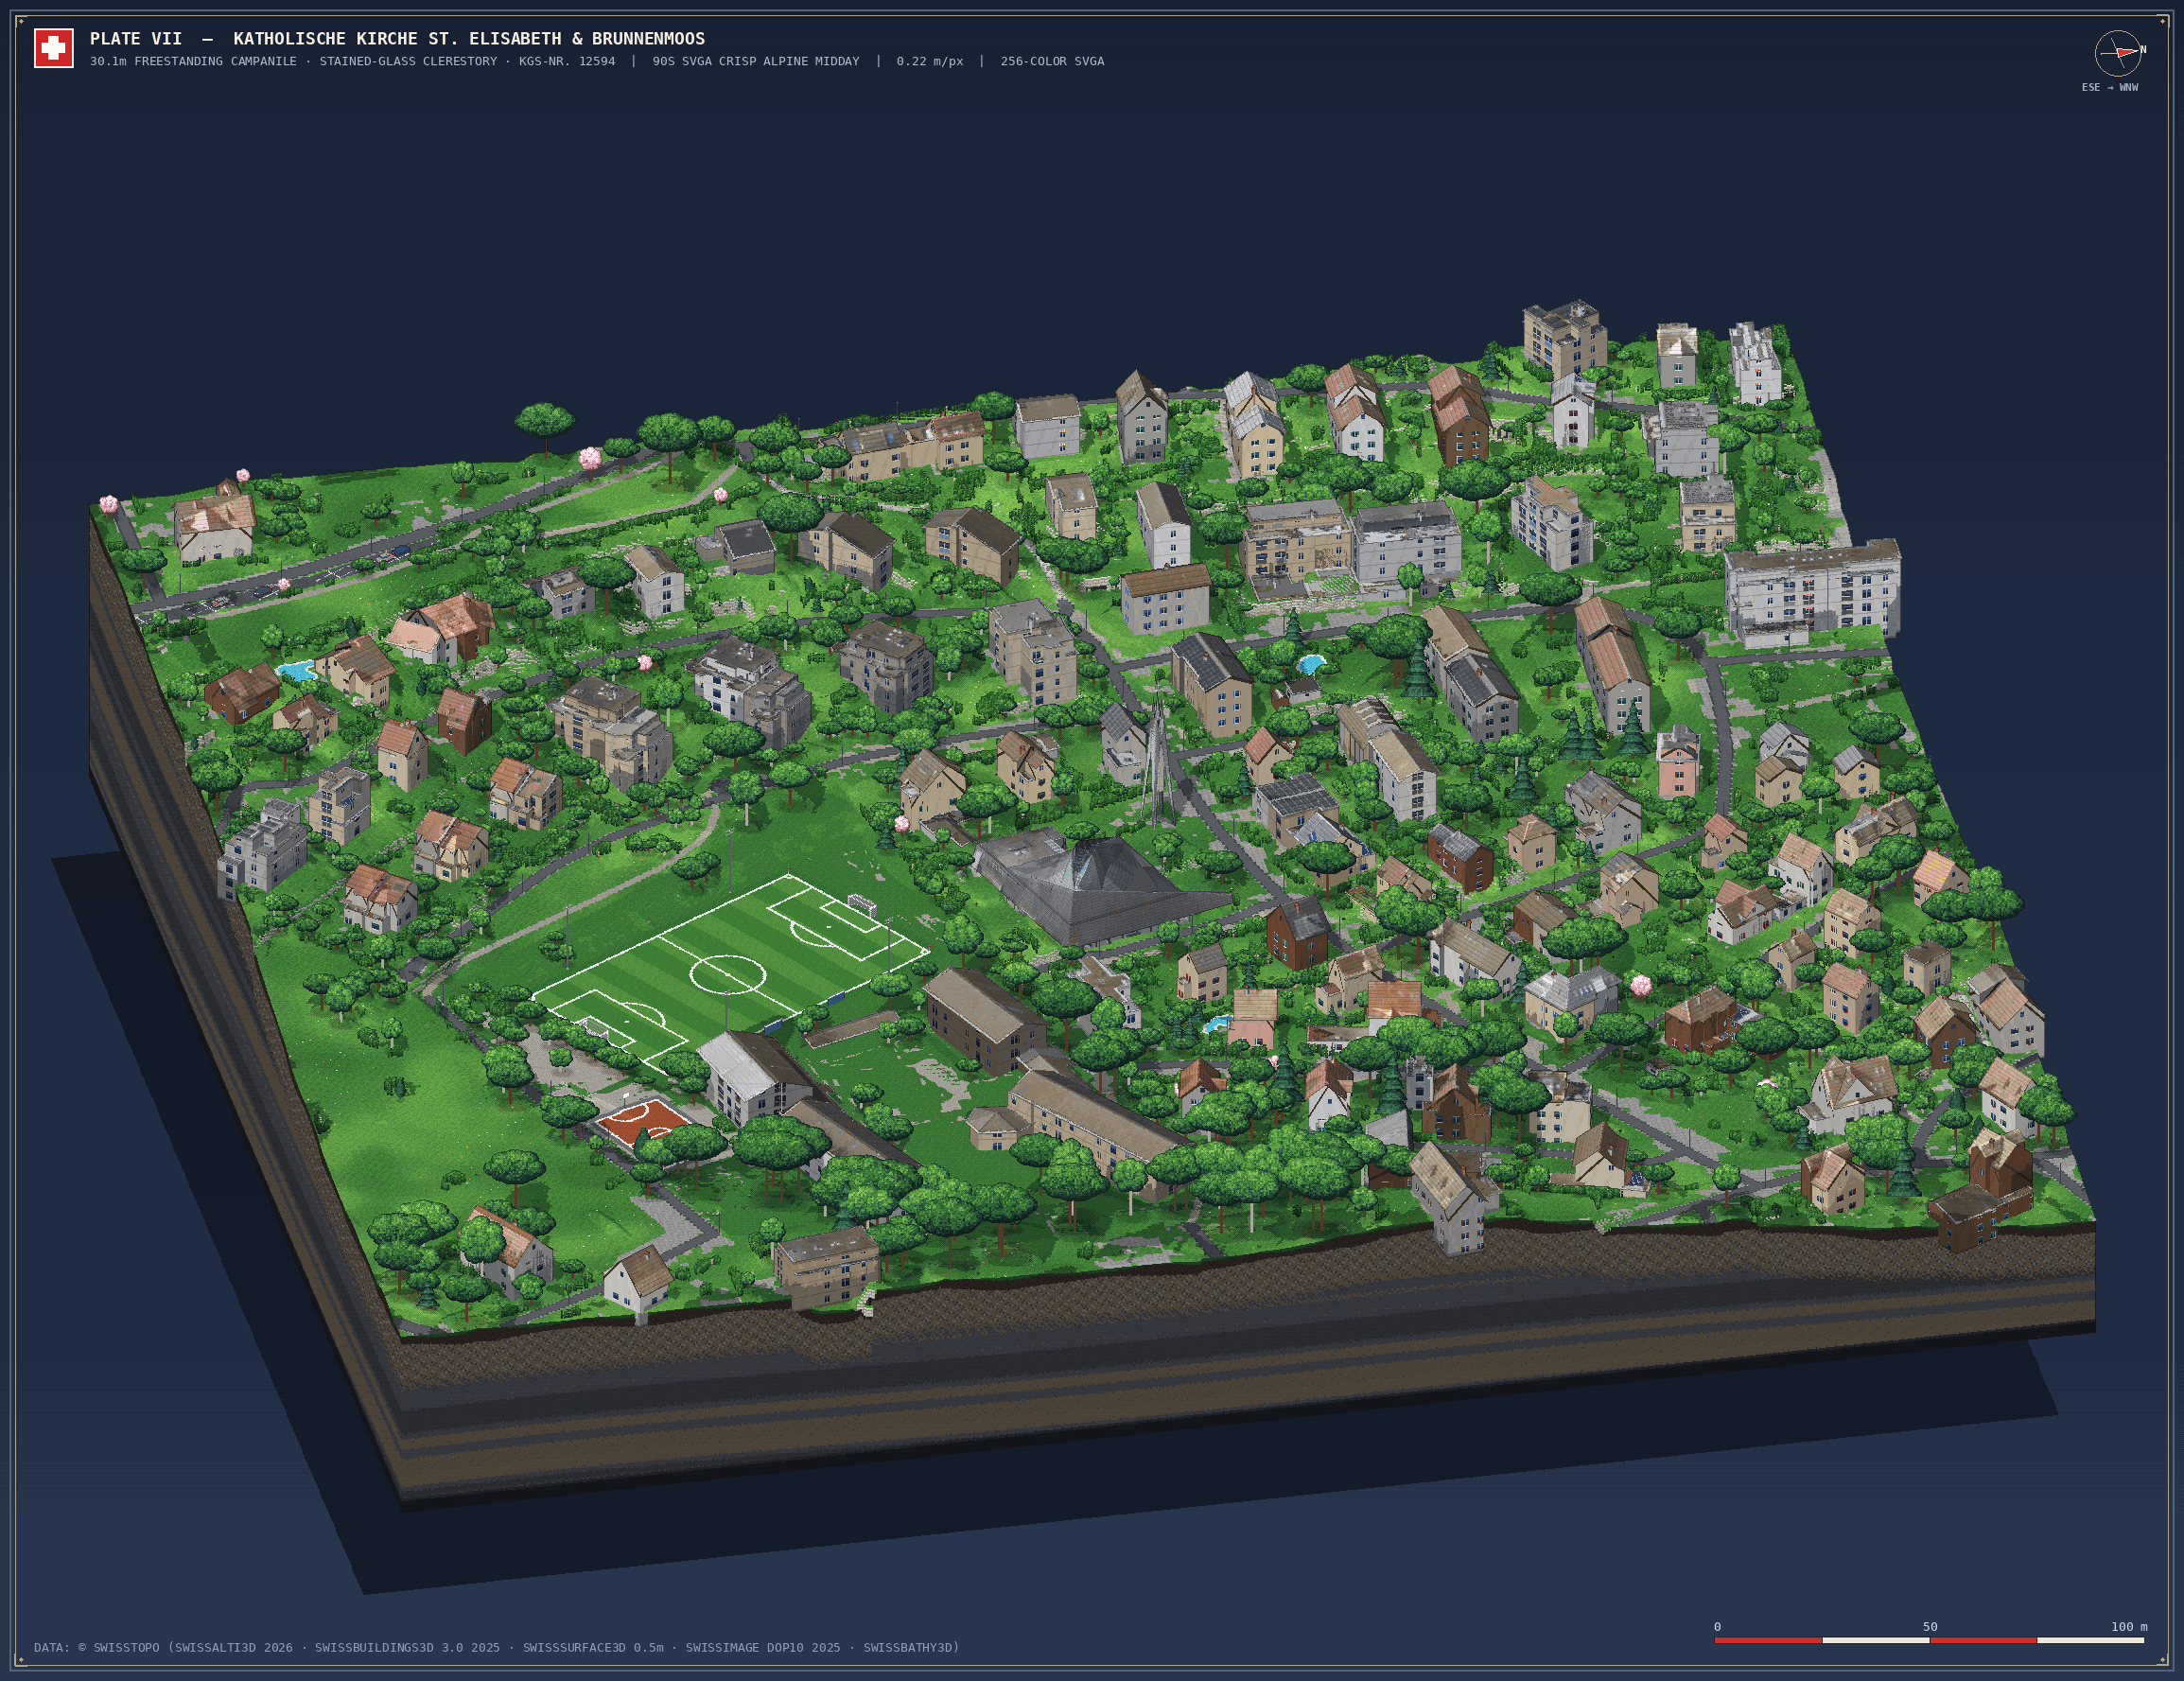 PLATE VII — KATHOLISCHE KIRCHE ST. ELISABETH & BRUNNENMOOS
30.1m FREESTANDING CAMPANILE · STAINED-GLASS CLERESTORY · KGS-NR. 12594 | 90S SVGA CRISP ALPINE MIDDAY | 0.22 m/px | 256-COLOR SVGA
N
ESE → WNW
0 50 100 m
DATA: © SWISSTOPO (SWISSALTI3D 2026 · SWISSBUILDINGS3D 3.0 2025 · SWISSSURFACE3D 0.5m · SWISSIMAGE DOP10 2025 · SWISSBATHY3D)